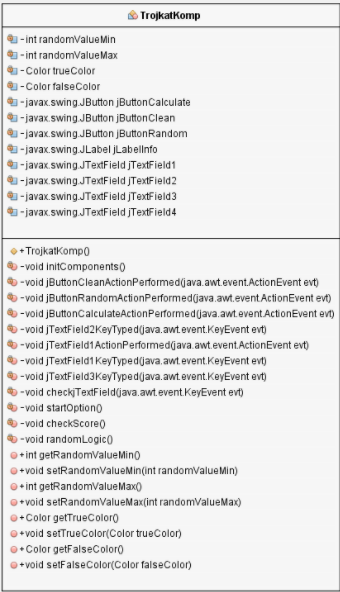 TrojkatKomp
- int randomValueMin
- int randomValueMax
- Color trueColor
- Color falseColor
- javax.swing.JButton jButtonCalculate
- javax.swing.JButton jButtonClean
- javax.swing.JButton jButtonRandom
- javax.swing.JLabel jLabelInfo
- javax.swing.JTextField jTextField1
- javax.swing.JTextField jTextField2
- javax.swing.JTextField jTextField3
- javax.swing.JTextField jTextField4
+ TrojkatKomp()
- void initComponents()
- void jButtonCleanActionPerformed(java.awt.event.ActionEvent evt)
- void jButtonRandomActionPerformed(java.awt.event.ActionEvent evt)
- void jButtonCalculateActionPerformed(java.awt.event.ActionEvent evt)
- void jTextField2KeyTyped(java.awt.event.KeyEvent evt)
- void jTextField1ActionPerformed(java.awt.event.ActionEvent evt)
- void jTextField1KeyTyped(java.awt.event.KeyEvent evt)
- void jTextField3KeyTyped(java.awt.event.KeyEvent evt)
- void checkjTextField(java.awt.event.KeyEvent evt)
- void startOption()
- void checkScore()
- void randomLogic()
+ int getRandomValueMin()
+ void setRandomValueMin(int randomValueMin)
+ int getRandomValueMax()
+ void setRandomValueMax(int randomValueMax)
+ Color getTrueColor()
+ void setTrueColor(Color trueColor)
+ Color getFalseColor()
+ void setFalseColor(Color falseColor)